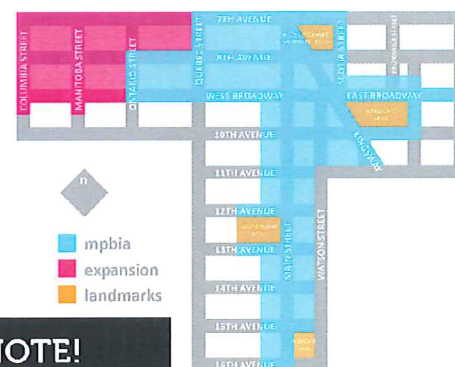 7TH AVENUE
8TH AVENUE
WEST BROADWAY
EAST BROADWAY
COLUMBIA STREET
MANITOBA STREET
ONTARIO STREET
QUEBEC STREET
SCOTIA STREET
KINGSWAY
10TH AVENUE
11TH AVENUE
12TH AVENUE
13TH AVENUE
14TH AVENUE
15TH AVENUE
16TH AVENUE
MAIN STREET
WATSON STREET
n
mpbia
expansion
landmarks
NOTE!